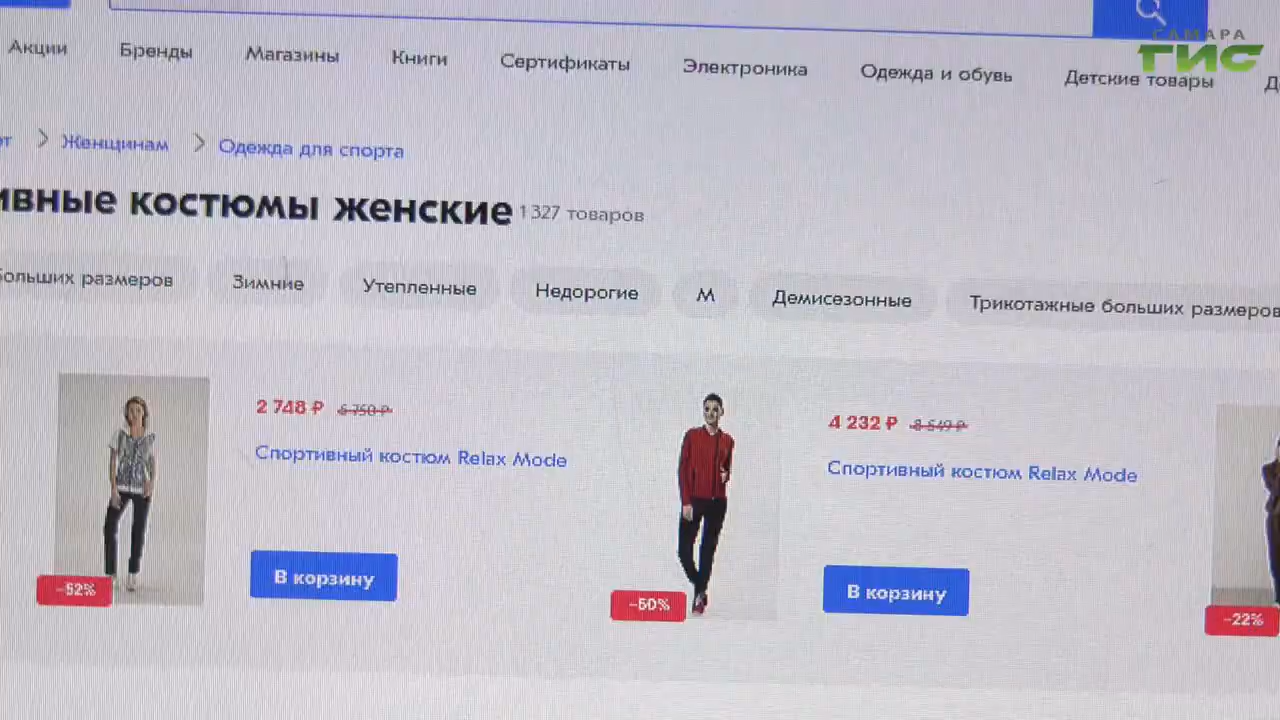 САМАРА
ГИС
Акции Бренды Магазины Книги Сертификаты Электроника Одежда и обувь Детские товары
Женщинам Одежда для спорта
ивные костюмы женские 1 327 товаров
больших размеров Зимние Утепленные Недорогие М Демисезонные Трикотажные больших размеров
2 748 ₽ 5 750 ₽
Спортивный костюм Relax Mode
В корзину
-52%
4 232 ₽ 8 549 ₽
Спортивный костюм Relax Mode
В корзину
-50%
-22%